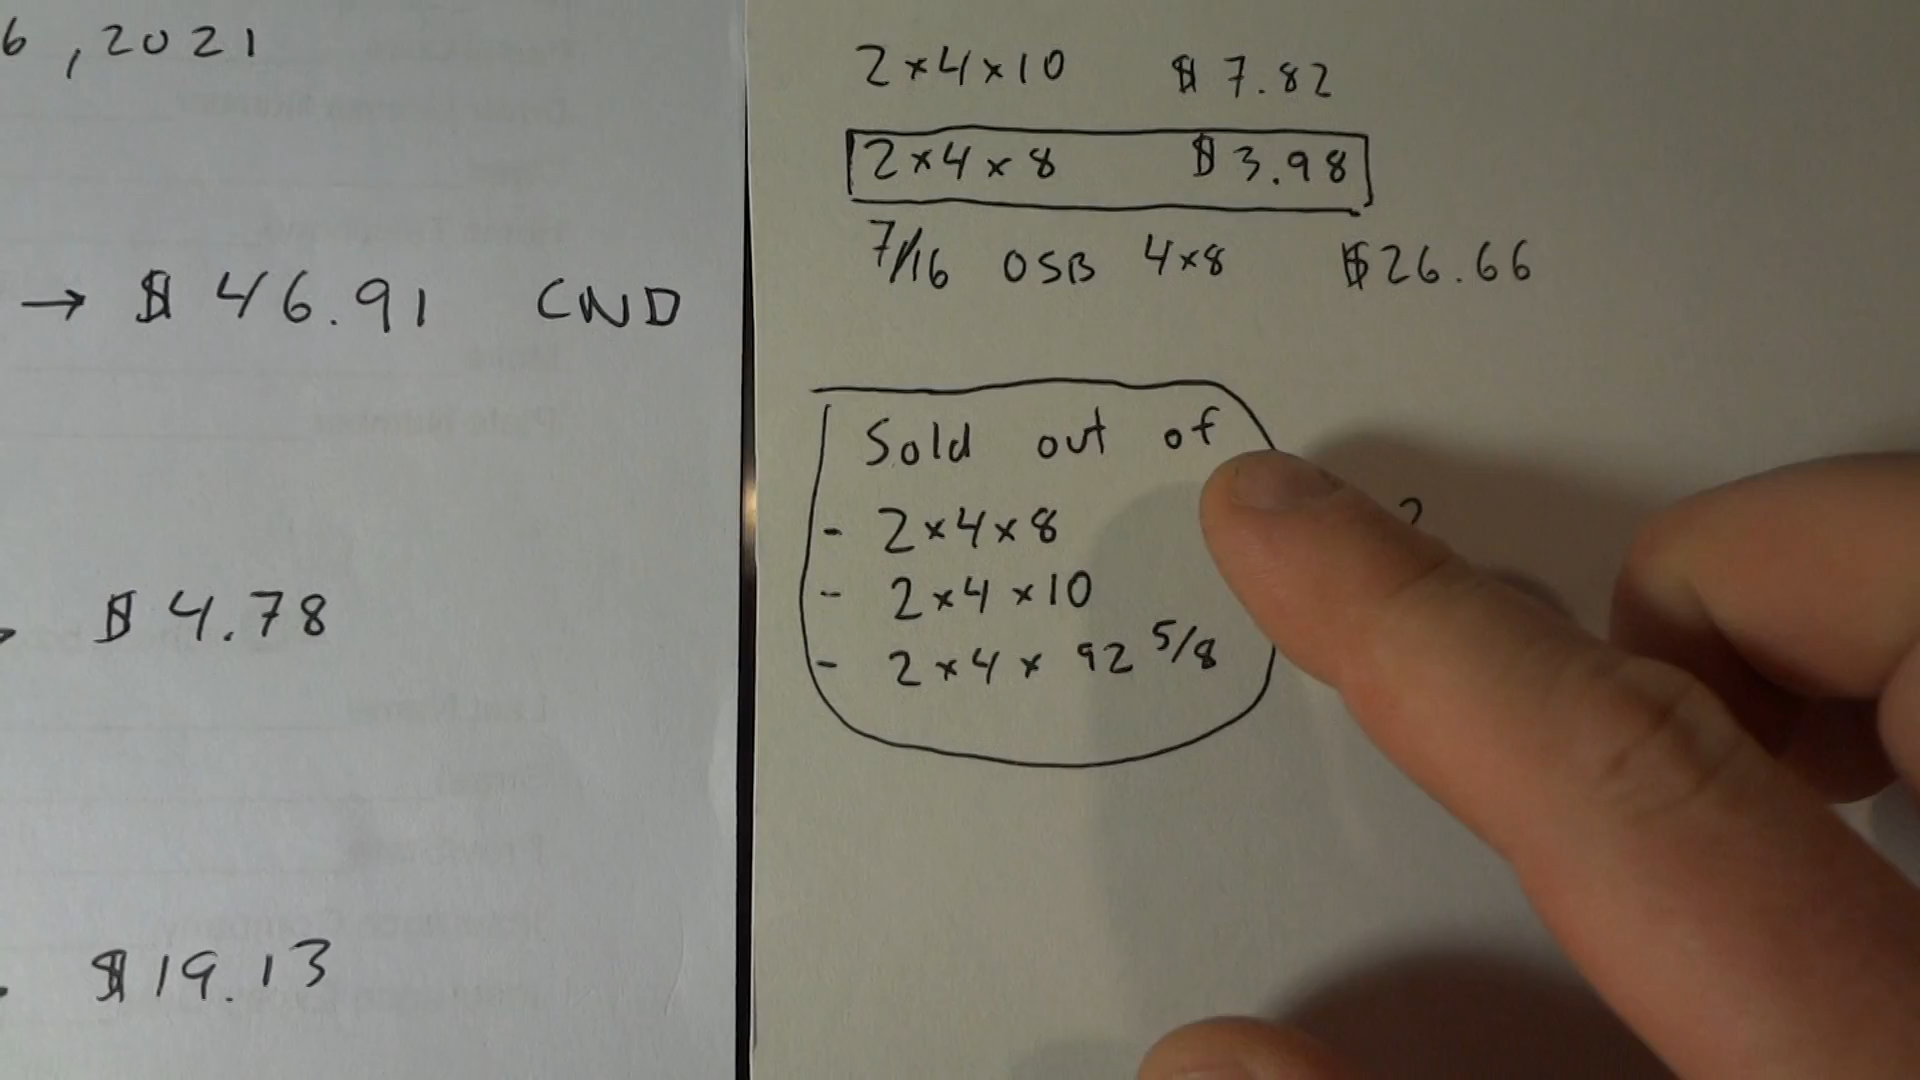 6, 2021
→ $ 46.91 CND
$ 4.78
$19.13
2×4×10 $7.82
2×4×8 $3.98
7/16 OSB 4×8 $26.66
Sold out of
- 2×4×8
- 2×4×10
- 2×4× 92 5/8